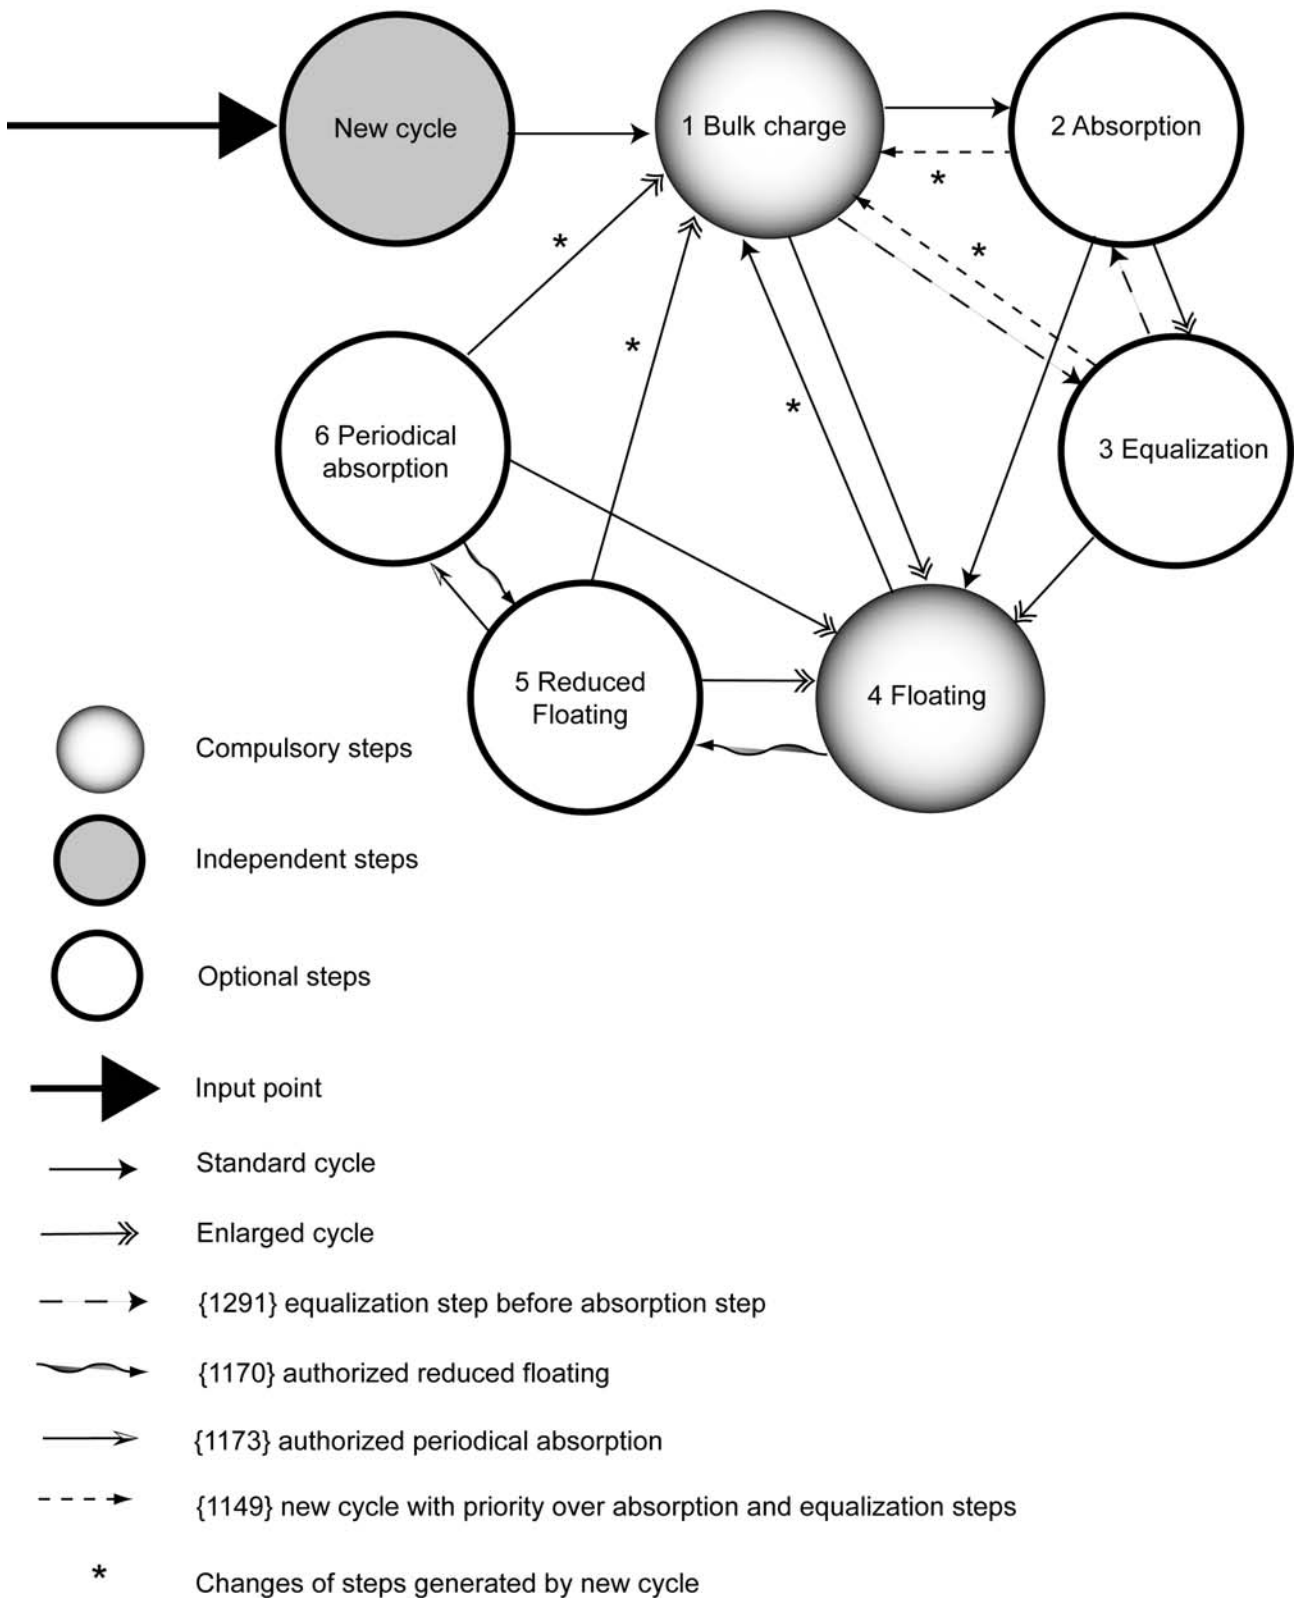 New cycle
1 Bulk charge
2 Absorption
*
*
*
*
*
6 Periodical
absorption
3 Equalization
5 Reduced
Floating
4 Floating
Compulsory steps
Independent steps
Optional steps
Input point
Standard cycle
Enlarged cycle
{1291} equalization step before absorption step
{1170} authorized reduced floating
{1173} authorized periodical absorption
{1149} new cycle with priority over absorption and equalization steps
* Changes of steps generated by new cycle